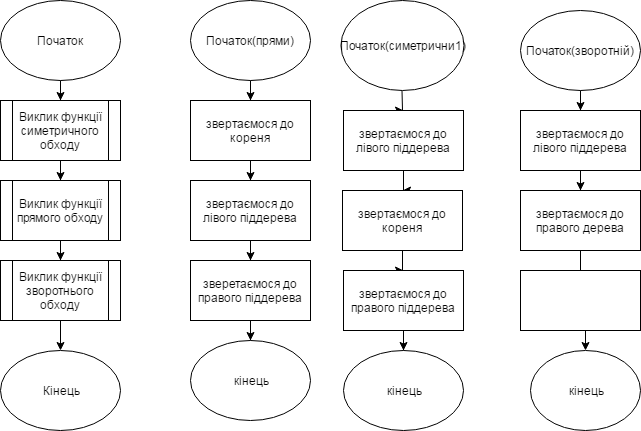 Початок
Виклик функції
симетричного
обходу
Виклик функції
прямого обходу
Виклик функції
зворотнього
обходу
Кінець
Початок(прями)
звертаємося до
кореня
звертаємося до
лівого піддерева
зверетаємося до
правого піддерева
кінець
Початок(симетрични1)
звертаємося до
лівого піддерева
звертаємося до
кореня
звертаємося до
правого піддерева
кінець
Початок(зворотній)
звертаємося до
лівого піддерева
звертаємося до
правого дерева
кінець